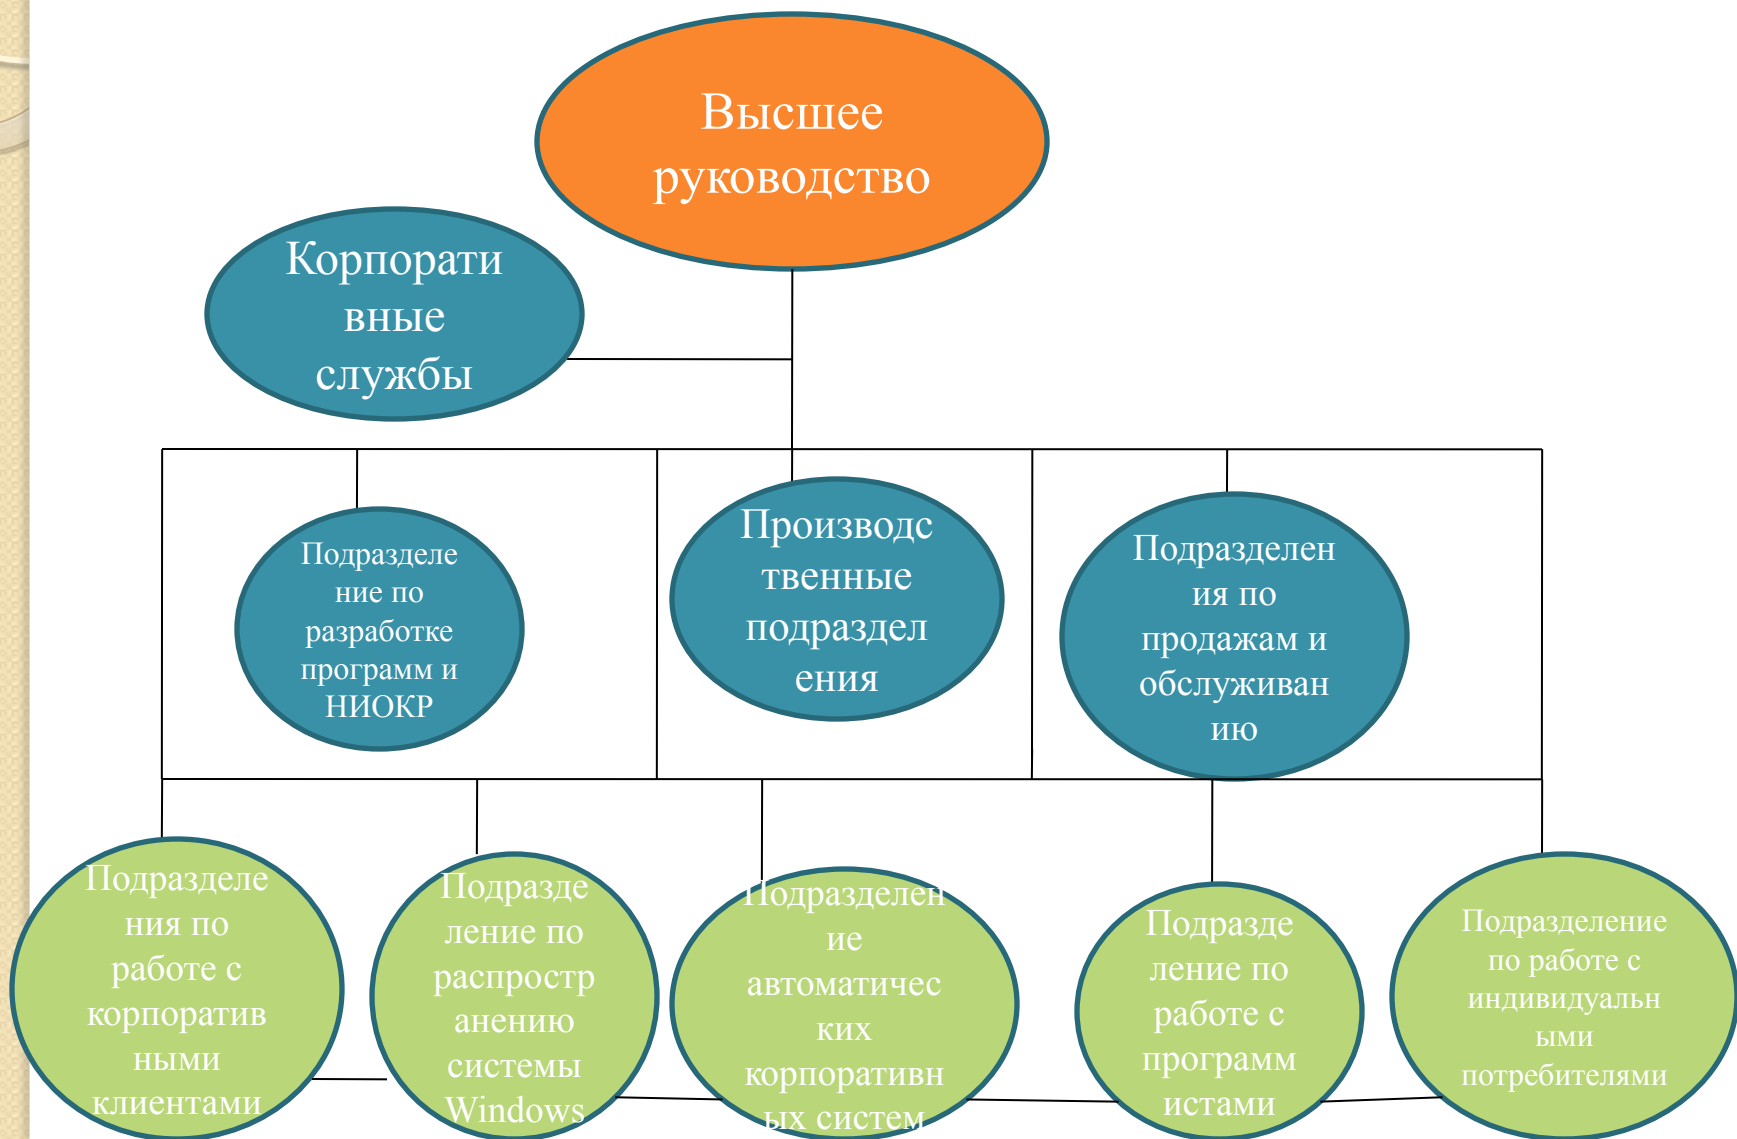 Высшее
руководство
Корпорати
вные
службы
Подразделе
ние по
разработке
программ и
НИОКР
Производс
твенные
подраздел
ения
Подразделен
ия по
продажам и
обслуживан
ию
Подразделе
ния по
работе с
корпоратив
ными
клиентами
Подразде
ление по
распростр
анению
системы
Windows
Подразделен
ие
автоматичес
ких
корпоративн
ых систем
Подразде
ление по
работе с
программ
истами
Подразделение
по работе с
индивидуальн
ыми
потребителями